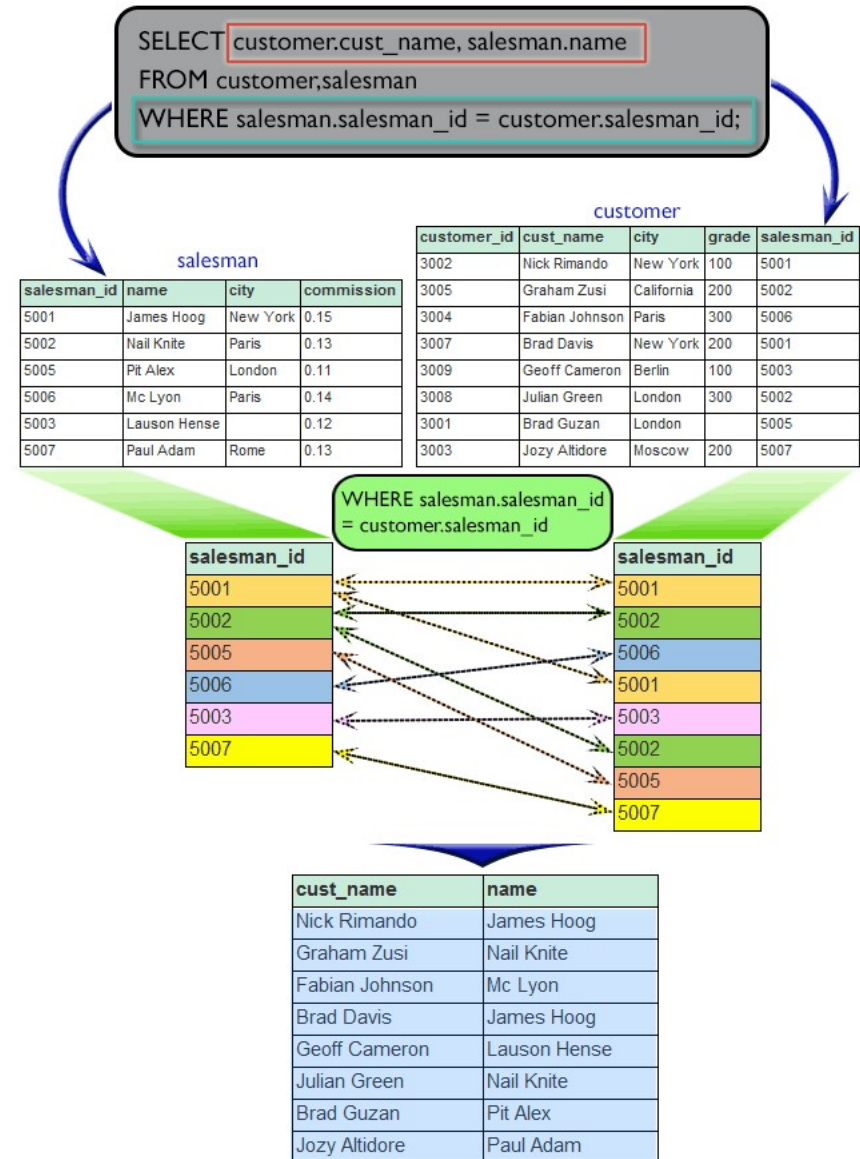 SELECT customer.cust_name, salesman.name
FROM customer,salesman
WHERE salesman.salesman_id = customer.salesman_id;
salesman
salesman_id name city commission
5001 James Hoog New York 0.15
5002 Nail Knite Paris 0.13
5005 Pit Alex London 0.11
5006 Mc Lyon Paris 0.14
5003 Lauson Hense 0.12
5007 Paul Adam Rome 0.13
customer
customer_id cust_name city grade salesman_id
3002 Nick Rimando New York 100 5001
3005 Graham Zusi California 200 5002
3004 Fabian Johnson Paris 300 5006
3007 Brad Davis New York 200 5001
3009 Geoff Cameron Berlin 100 5003
3008 Julian Green London 300 5002
3001 Brad Guzan London 5005
3003 Jozy Altidore Moscow 200 5007
WHERE salesman.salesman_id
= customer.salesman_id
salesman_id
5001
5002
5005
5006
5003
5007
salesman_id
5001
5002
5006
5001
5003
5002
5005
5007
cust_name name
Nick Rimando James Hoog
Graham Zusi Nail Knite
Fabian Johnson Mc Lyon
Brad Davis James Hoog
Geoff Cameron Lauson Hense
Julian Green Nail Knite
Brad Guzan Pit Alex
Jozy Altidore Paul Adam